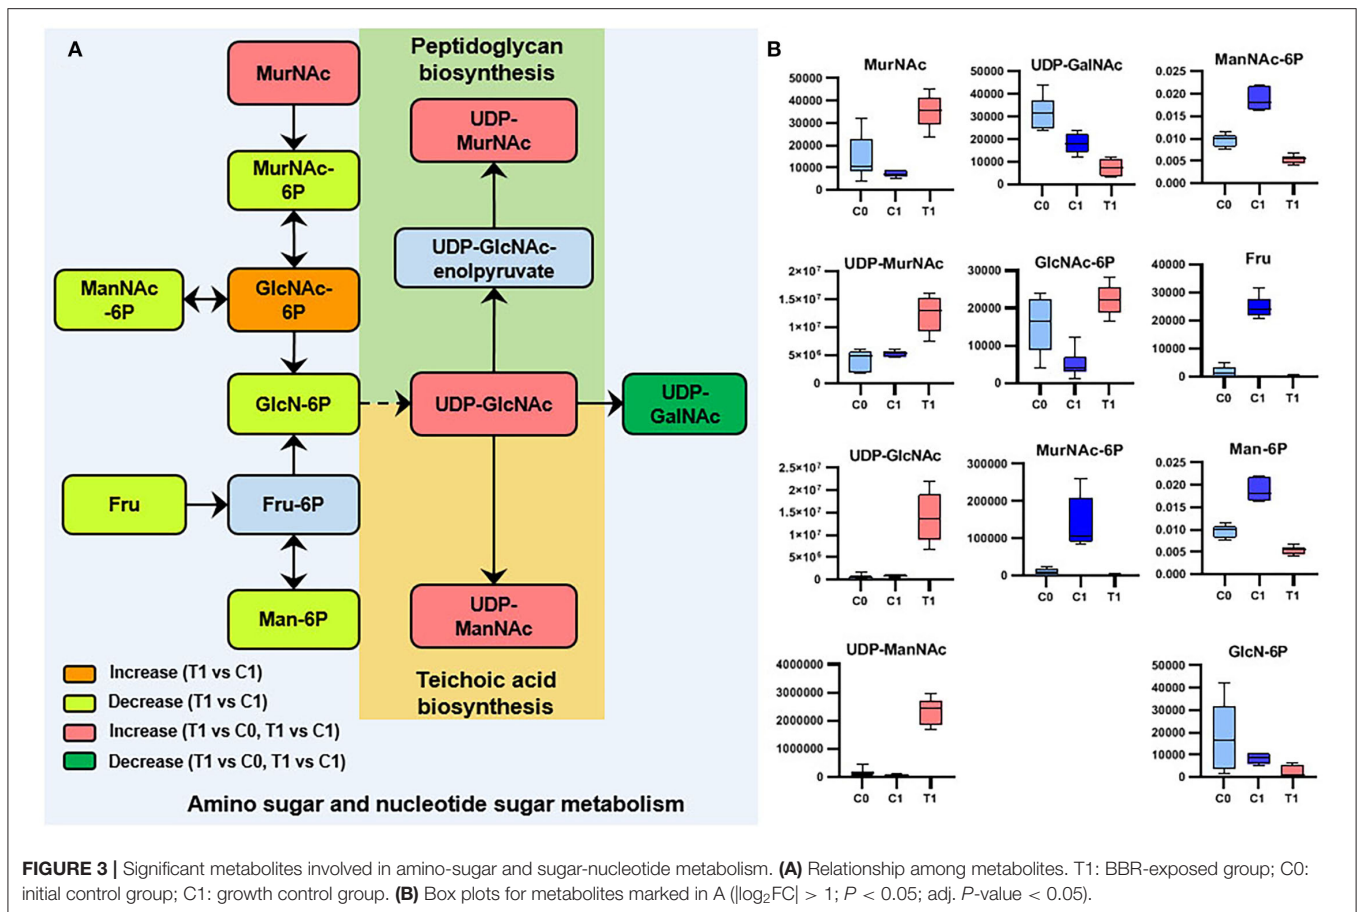 A
MurNAc
MurNAc-
6P
ManNAc
-6P
GlcNAc-
6P
GlcN-6P
Fru
Fru-6P
Man-6P
Peptidoglycan
biosynthesis
UDP-
MurNAc
UDP-GlcNAc-
enolpyruvate
UDP-GlcNAc
UDP-
GalNAc
UDP-
ManNAc
Teichoic acid
biosynthesis
Increase (T1 vs C1)
Decrease (T1 vs C1)
Increase (T1 vs C0, T1 vs C1)
Decrease (T1 vs C0, T1 vs C1)
Amino sugar and nucleotide sugar metabolism
B
MurNAc
50000
40000
30000
20000
10000
0
C0 C1 T1
UDP-GalNAc
50000
40000
30000
20000
10000
0
C0 C1 T1
ManNAc-6P
0.025
0.020
0.015
0.010
0.005
0.000
C0 C1 T1
UDP-MurNAc
2×10⁷
1.5×10⁷
1×10⁷
5×10⁶
0
C0 C1 T1
GlcNAc-6P
30000
20000
10000
0
C0 C1 T1
Fru
40000
30000
20000
10000
0
C0 C1 T1
UDP-GlcNAc
2.5×10⁷
2×10⁷
1.5×10⁷
1×10⁷
5×10⁶
0
C0 C1 T1
MurNAc-6P
300000
200000
100000
0
C0 C1 T1
Man-6P
0.025
0.020
0.015
0.010
0.005
0.000
C0 C1 T1
UDP-ManNAc
4000000
3000000
2000000
1000000
0
C0 C1 T1
GlcN-6P
50000
40000
30000
20000
10000
0
C0 C1 T1
FIGURE 3 | Significant metabolites involved in amino-sugar and sugar-nucleotide metabolism. (A) Relationship among metabolites. T1: BBR-exposed group; C0:
initial control group; C1: growth control group. (B) Box plots for metabolites marked in A (|log₂FC| > 1; P < 0.05; adj. P-value < 0.05).